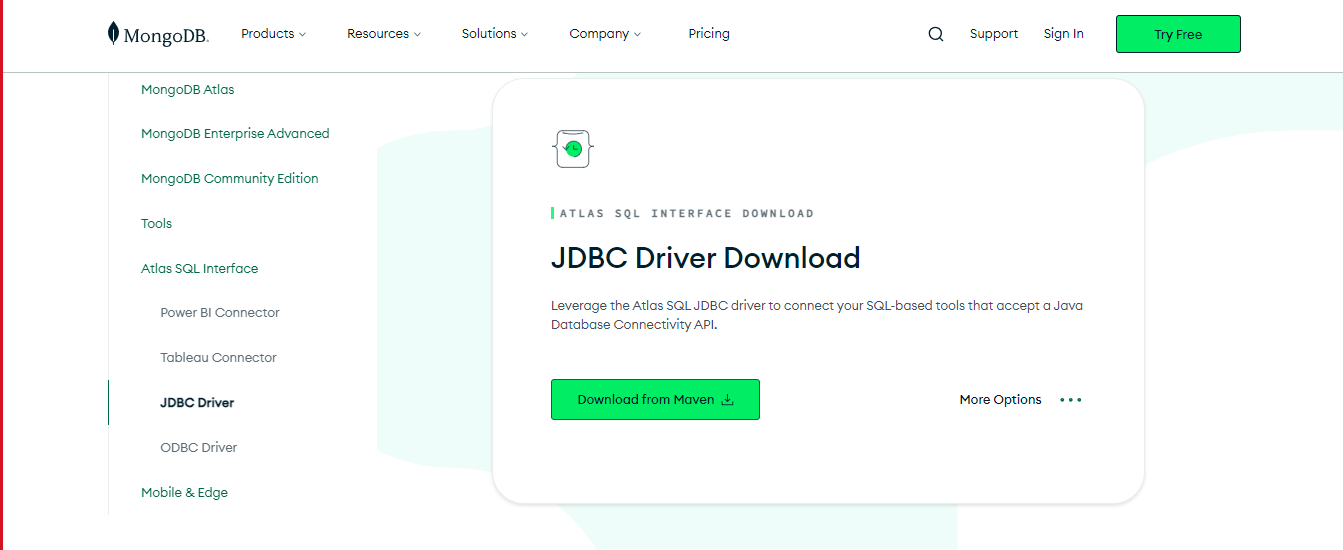 MongoDB.
Products
Resources
Solutions
Company
Pricing
Support
Sign In
Try Free
MongoDB Atlas
MongoDB Enterprise Advanced
MongoDB Community Edition
Tools
Atlas SQL Interface
Power BI Connector
Tableau Connector
JDBC Driver
ODBC Driver
Mobile & Edge
ATLAS SQL INTERFACE DOWNLOAD
JDBC Driver Download
Leverage the Atlas SQL JDBC driver to connect your SQL-based tools that accept a Java
Database Connectivity API.
Download from Maven
More Options